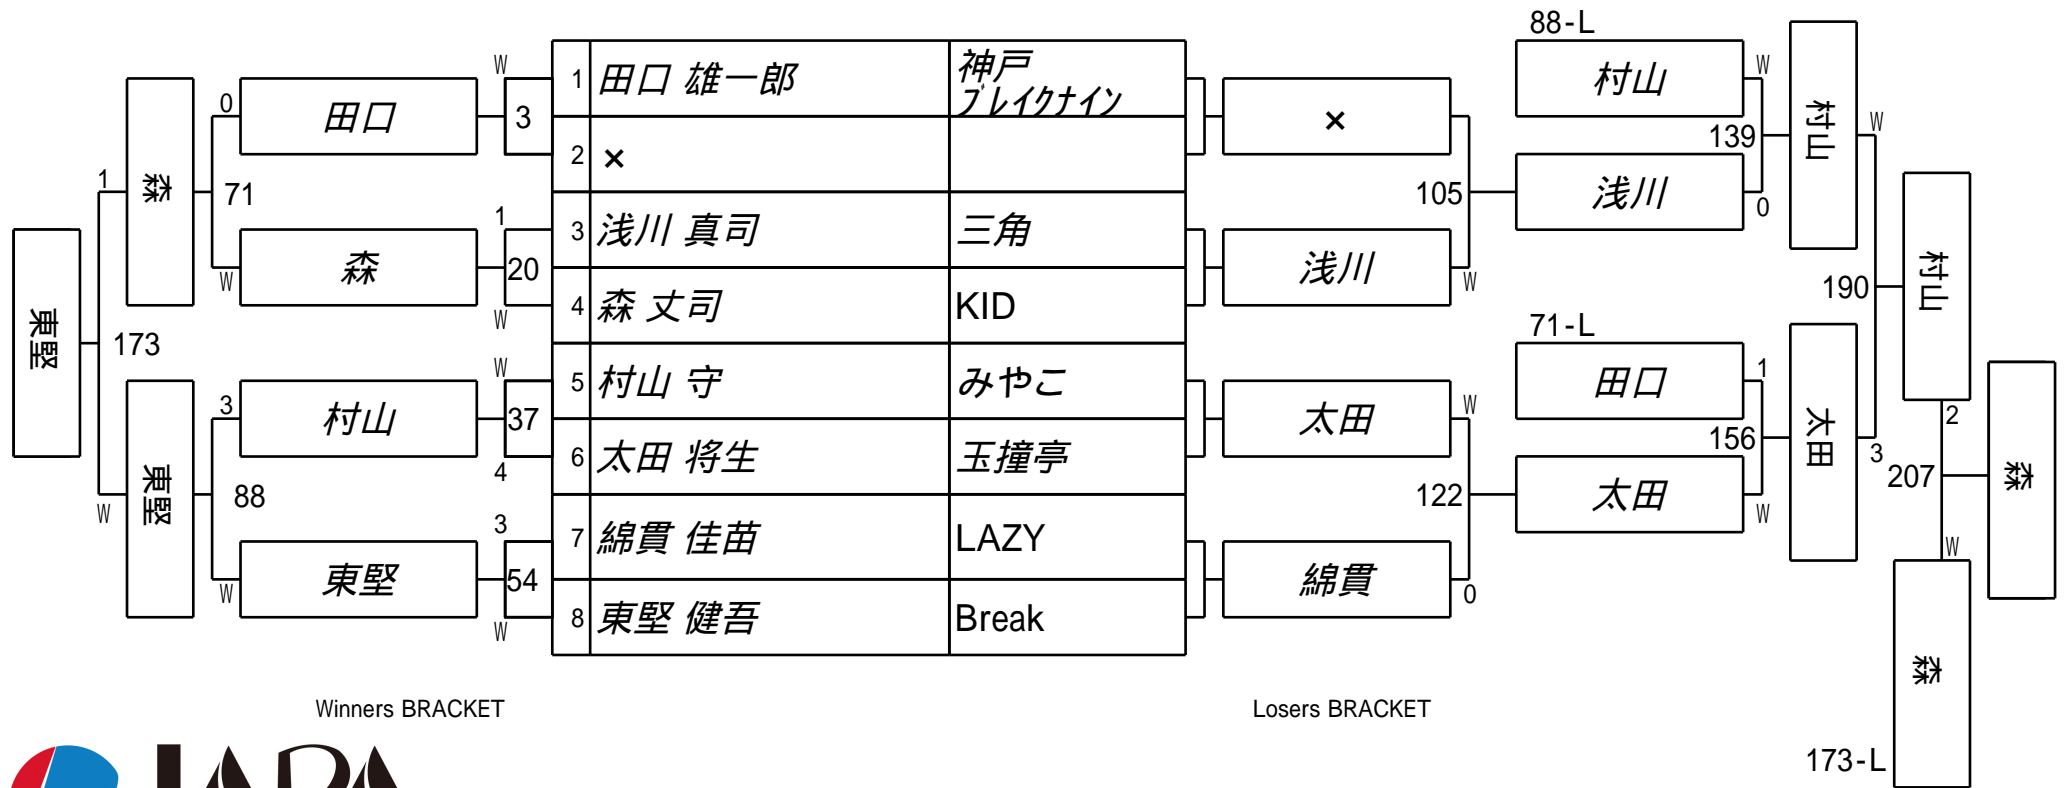 88-L
W
1 田口 雄一郎 神戸
ブレイクナイン
村山
W
0
田口
3
×
村山
W
139
2 ×
1
森
71
105
浅川
0
1
3 浅川 真司 三角
W
森
20
浅川
W
4 森 丈司 KID
W
190
村山
東堅
173
71-L
W
5 村山 守 みやこ
田口
1
3
村山
37
太田
W
156
太田
3
2
6 太田 将生 玉撞亭
4
東堅
88
122
太田
W
207
森
W
3
7 綿貫 佳苗 LAZY
W
東堅
54
綿貫
0
W
8 東堅 健吾 Break
W
森
Winners BRACKET
Losers BRACKET
173-L
JAPA